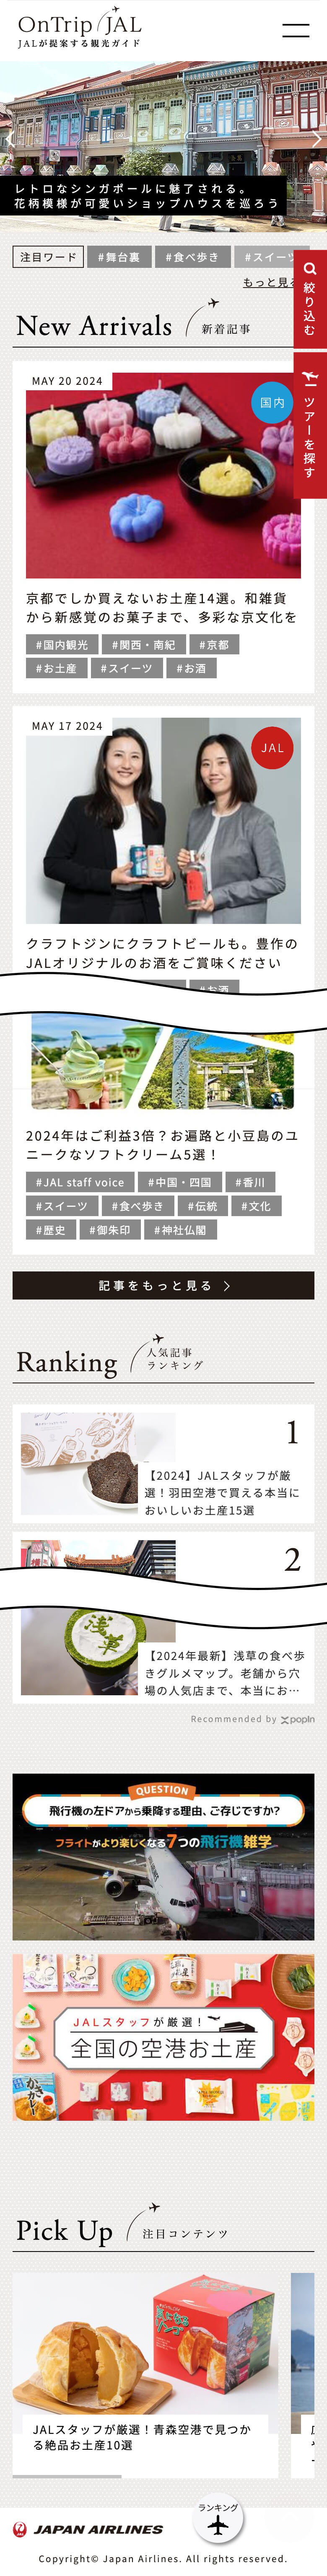 OnTrip JAL
JALが提案する観光ガイド
レトロなシンガポールに魅了される。
花柄模様が可愛いショップハウスを巡ろう
注目ワード #舞台裏 #食べ歩き #スイーツ
もっと見る
絞り込む
ツアーを探す
New Arrivals 新着記事
MAY 20 2024
国内
京都でしか買えないお土産14選。和雑貨
から新感覚のお菓子まで、多彩な京文化を
#国内観光 #関西・南紀 #京都
#お土産 #スイーツ #お酒
MAY 17 2024
JAL
クラフトジンにクラフトビールも。豊作の
JALオリジナルのお酒をご賞味ください
#お酒
2024年はご利益3倍？お遍路と小豆島のユ
ニークなソフトクリーム5選！
#JAL staff voice #中国・四国 #香川
#スイーツ #食べ歩き #伝統 #文化
#歴史 #御朱印 #神社仏閣
記事をもっと見る
Ranking 人気記事
ランキング
1
【2024】JALスタッフが厳
選！羽田空港で買える本当に
おいしいお土産15選
2
浅草
【2024年最新】浅草の食べ歩
きグルメマップ。老舗から穴
場の人気店まで、本当にお…
Recommended by popIn
QUESTION
飛行機の左ドアから乗降する理由、ご存じですか?
フライトがより楽しくなる7つの飛行機雑学
JALスタッフが厳選！
全国の空港お土産
かきカレー
Pick Up 注目コンテンツ
JALスタッフが厳選！青森空港で見つか
る絶品お土産10選
JAPAN AIRLINES
ランキング
Copyright© Japan Airlines. All rights reserved.